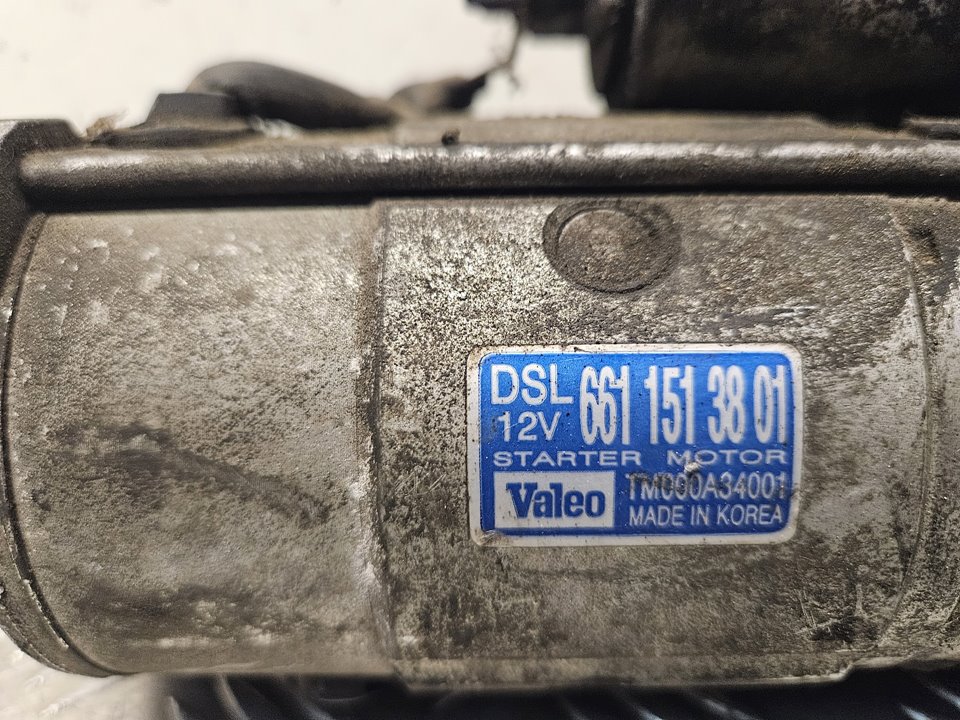 DSL 661 151 38 01
12V
STARTER MOTOR
Valeo TM000A34001
MADE IN KOREA